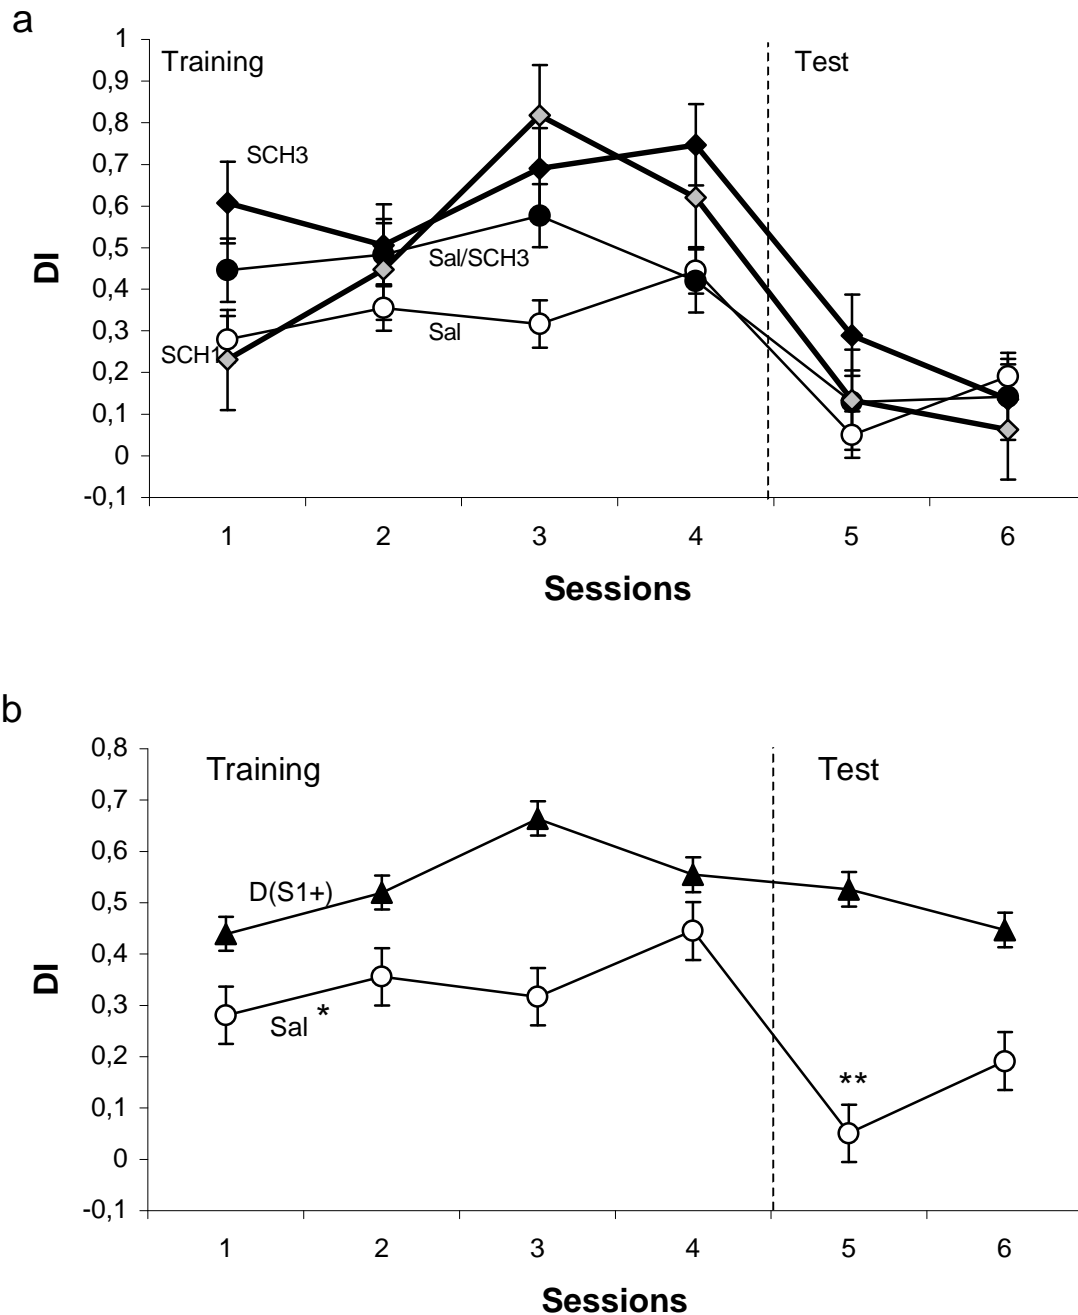 a
1
0,9
0,8
0,7
0,6
0,5
0,4
0,3
0,2
0,1
0
-0,1
DI
Training
Test
SCH3
Sal/SCH3
Sal
SCH1
1 2 3 4 5 6
Sessions
b
0,8
0,7
0,6
0,5
0,4
0,3
0,2
0,1
0
-0,1
DI
Training
Test
D(S1+)
Sal *
**
1 2 3 4 5 6
Sessions